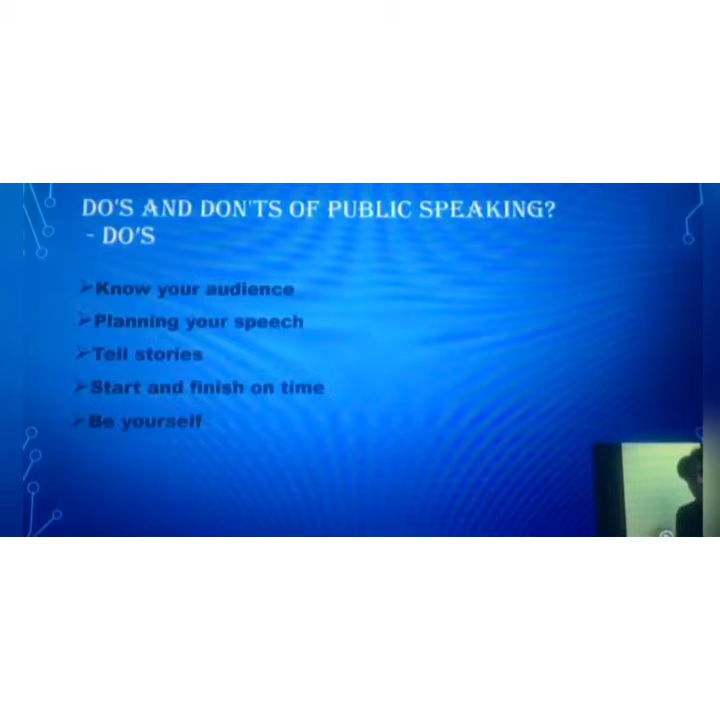 DO'S AND DON'TS OF PUBLIC SPEAKING?
- DO'S
➢Know your audience
➢Planning your speech
➢Tell stories
➢Start and finish on time
➢Be yourself